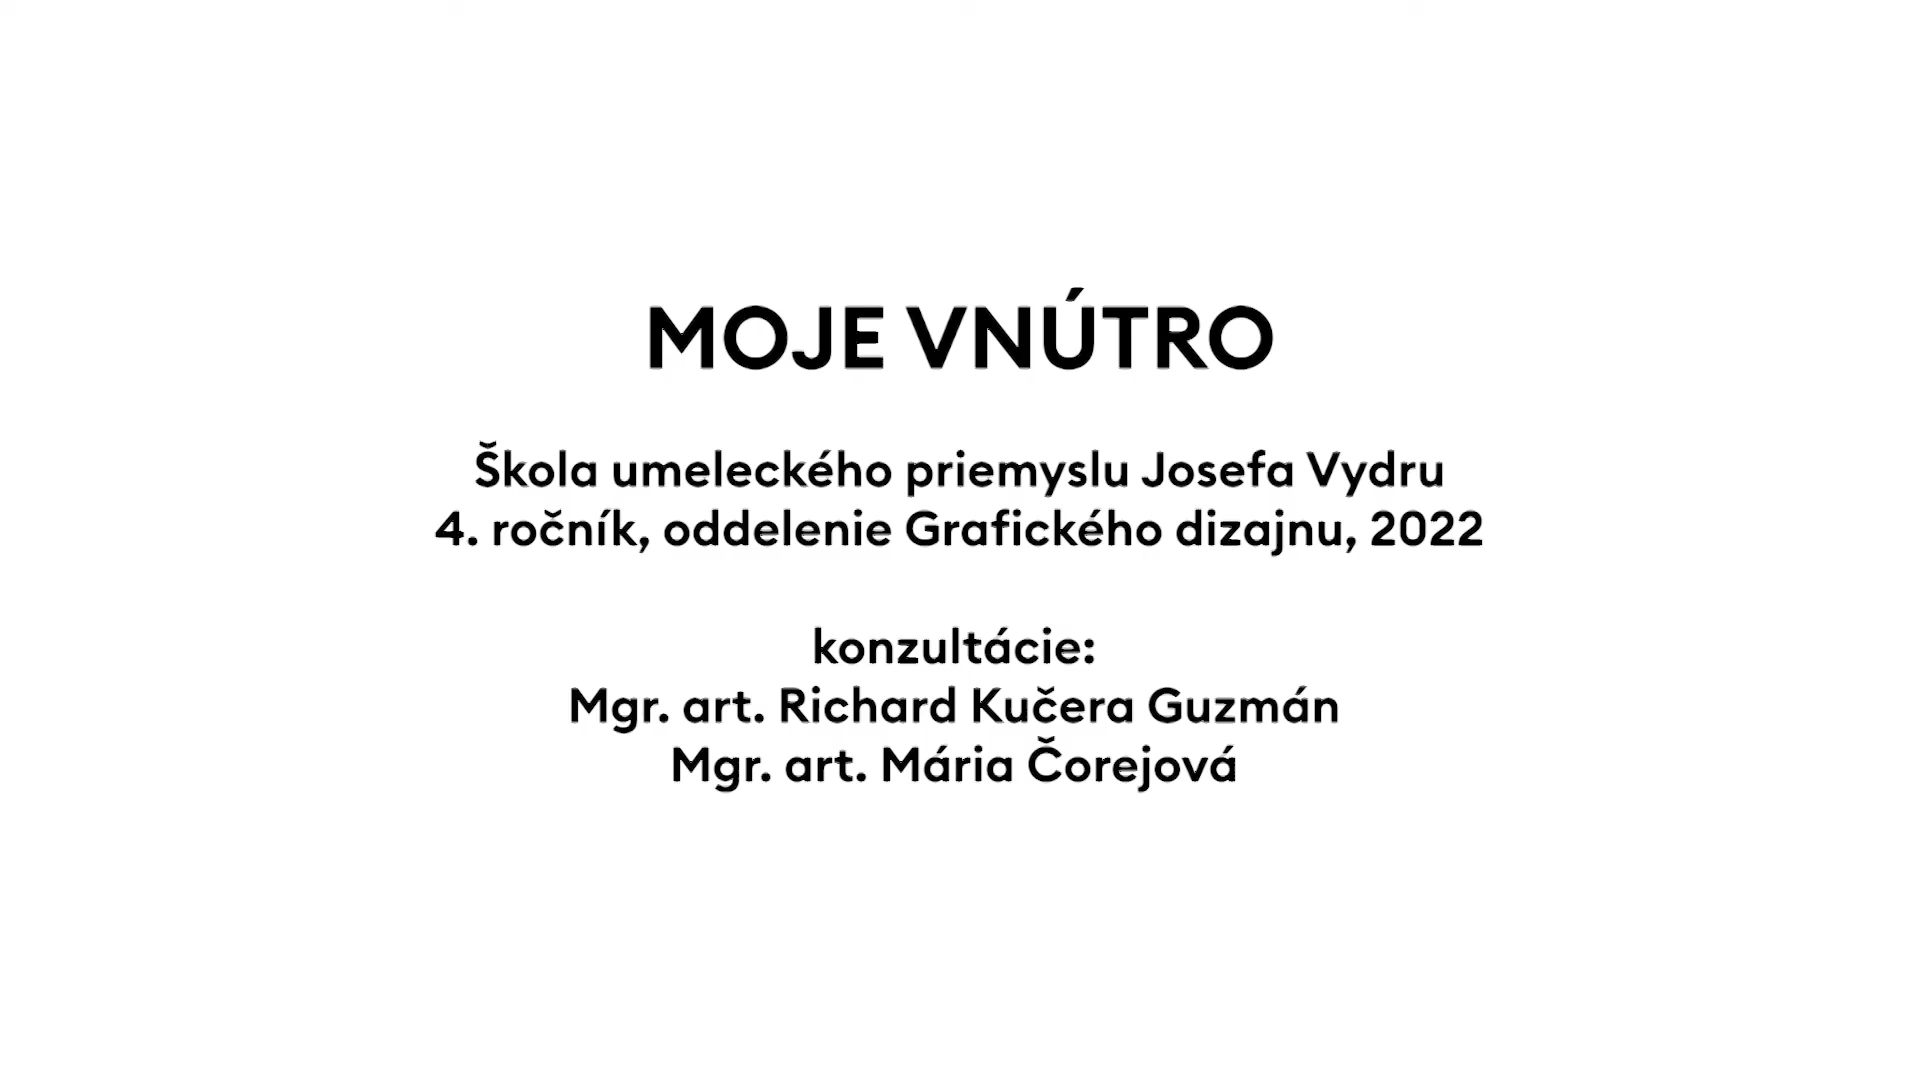 MOJE VNÚTRO
Škola umeleckého priemyslu Josefa Vydru
4. ročník, oddelenie Grafického dizajnu, 2022
konzultácie:
Mgr. art. Richard Kučera Guzmán
Mgr. art. Mária Čorejová